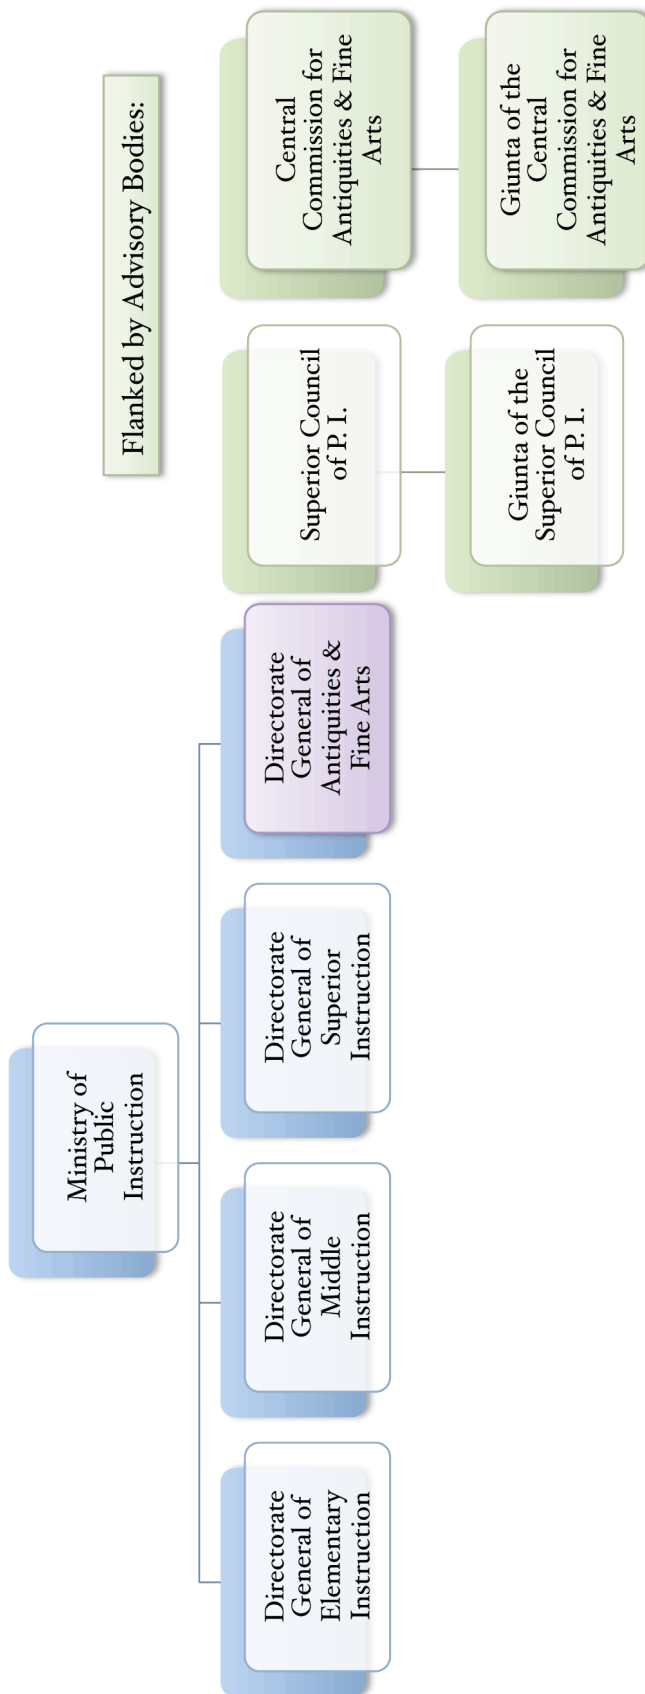 Ministry of
Public
Instruction
Directorate
General of
Elementary
Instruction
Directorate
General of
Middle
Instruction
Directorate
General of
Superior
Instruction
Directorate
General of
Antiquities &
Fine Arts
Flanked by Advisory Bodies:
Superior Council
of P. I.
Giunta of the
Superior Council
of P. I.
Central
Commission for
Antiquities & Fine
Arts
Giunta of the
Central
Commission for
Antiquities & Fine
Arts